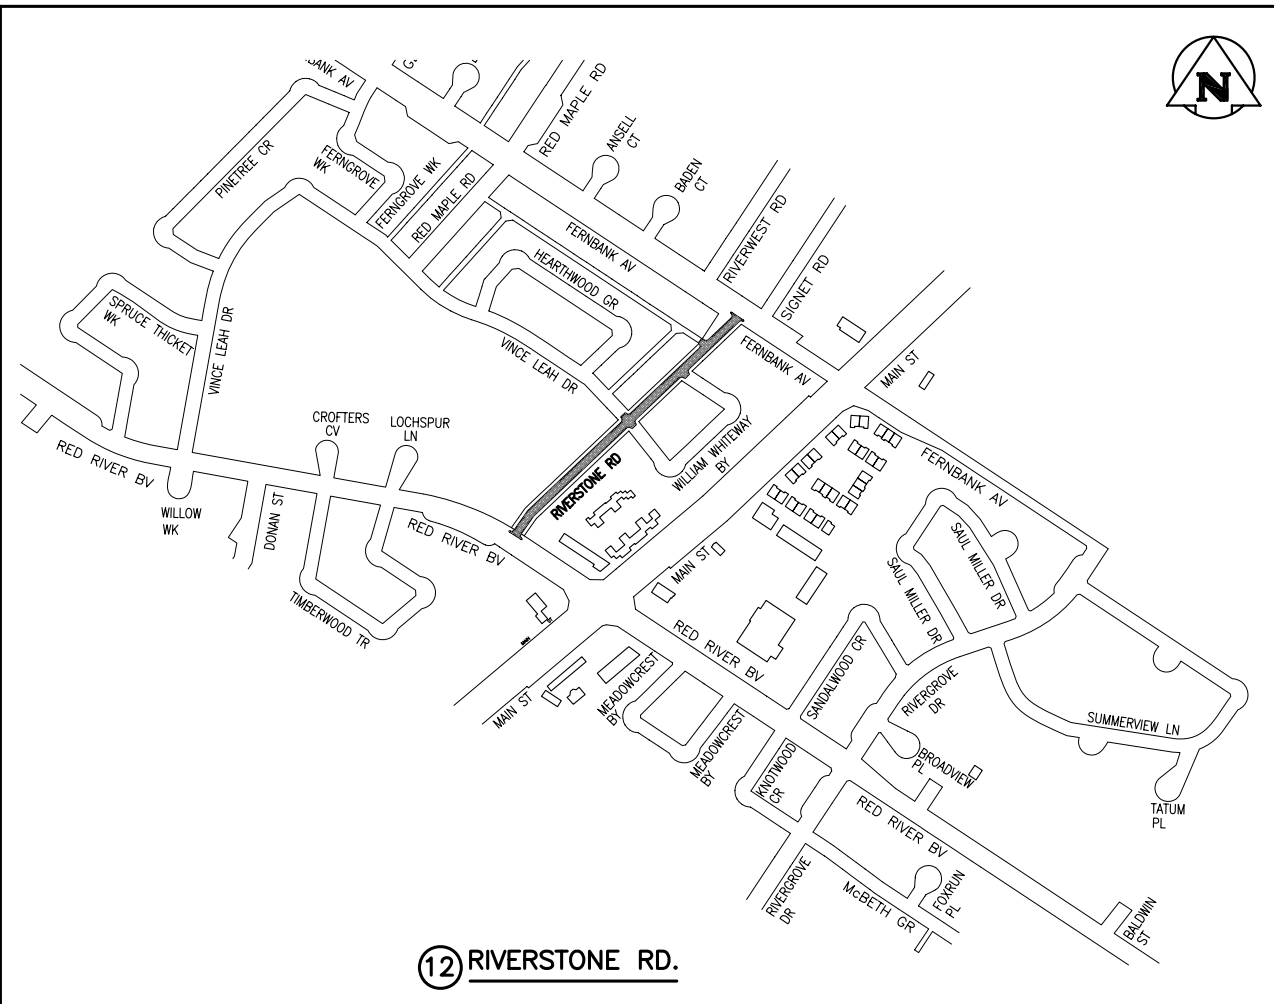 N
BANK AV
RED MAPLE RD
ANSELL
CT
BADEN
CT
PINETREE CR
FERNGROVE
WK
FERNGROVE WK
RED MAPLE RD
FERNBANK AV
RIVERWEST RD
HEARTHWOOD GR
SIGNET RD
SPRUCE THICKET
WK
VINCE LEAH DR
VINCE LEAH DR
FERNBANK AV
MAIN ST
CROFTERS
CV
LOCHSPUR
LN
WILLIAM WHITEWAY
BY
RED RIVER BV
RIVERSTONE RD
FERNBANK AV
WILLOW
WK
DONAN ST
RED RIVER BV
MAIN ST
SAUL MILLER DR
SAUL MILLER DR
TIMBERWOOD TR
RED RIVER BV
MEADOWCREST
BY
SANDALWOOD CR
RIVERGROVE
DR
MAIN ST
SUMMERVIEW LN
MEADOWCREST
BY
KNOTWOOD
CR
BROADVIEW
PL
TATUM
PL
RED RIVER BV
RIVERGROVE
DR
McBETH GR
FOXRUN
PL
BALDWIN
ST
12 RIVERSTONE RD.